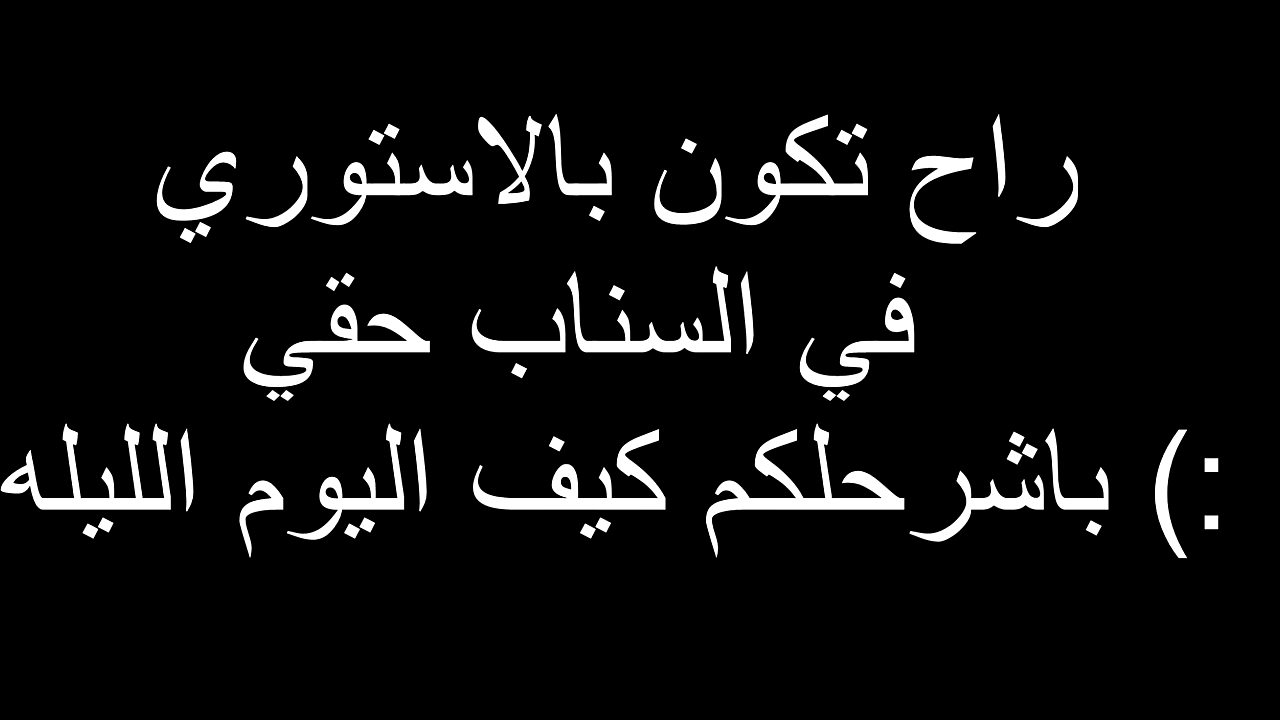 راح تكون بالاستوري
في السناب حقي
:) باشرحلكم كيف اليوم الليله